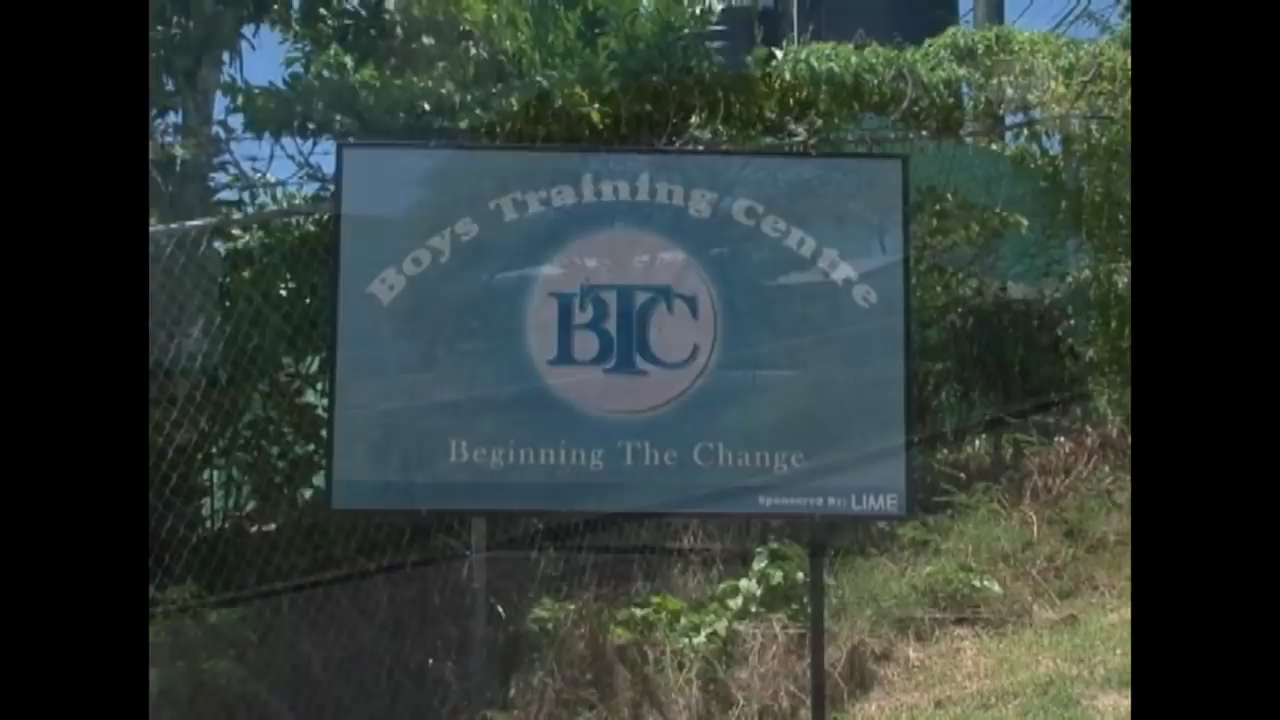 Boys Training Centre
BTC
Beginning The Change
Sponsored By: LIME